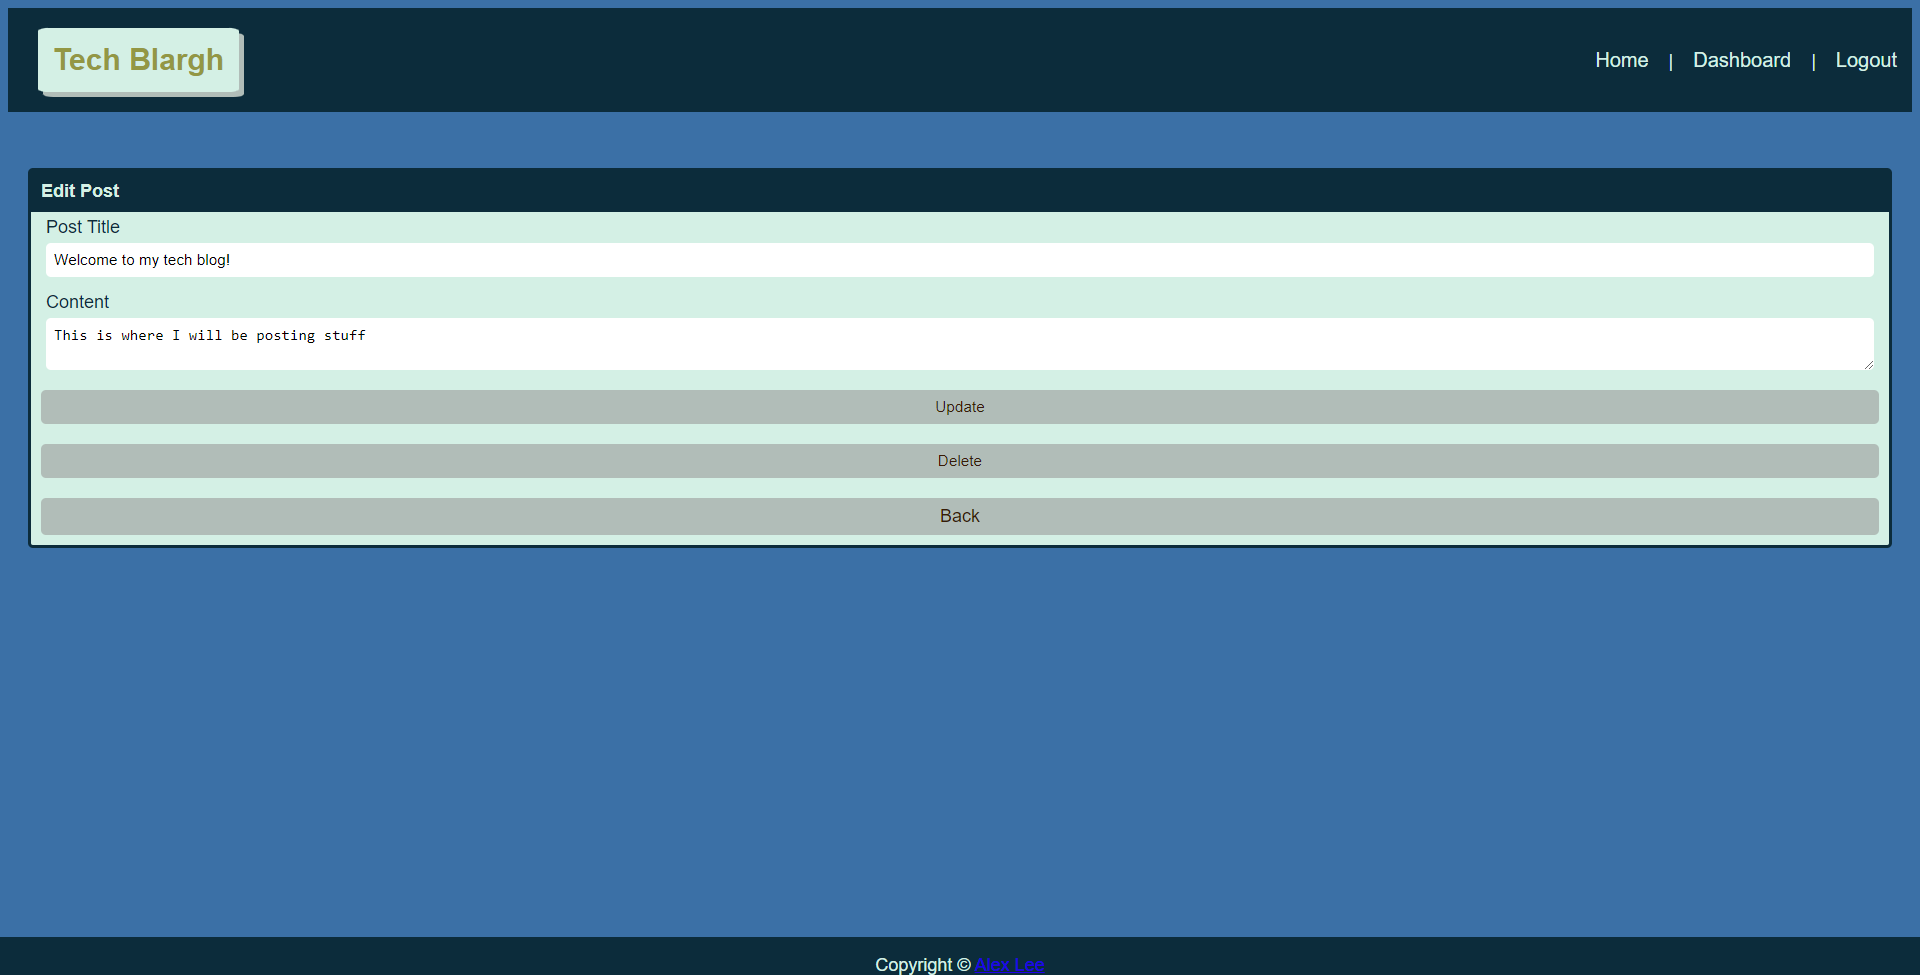 Tech Blargh
Home | Dashboard | Logout
Edit Post
Post Title
Welcome to my tech blog!
Content
This is where I will be posting stuff
Update
Delete
Back
Copyright © Alex Lee